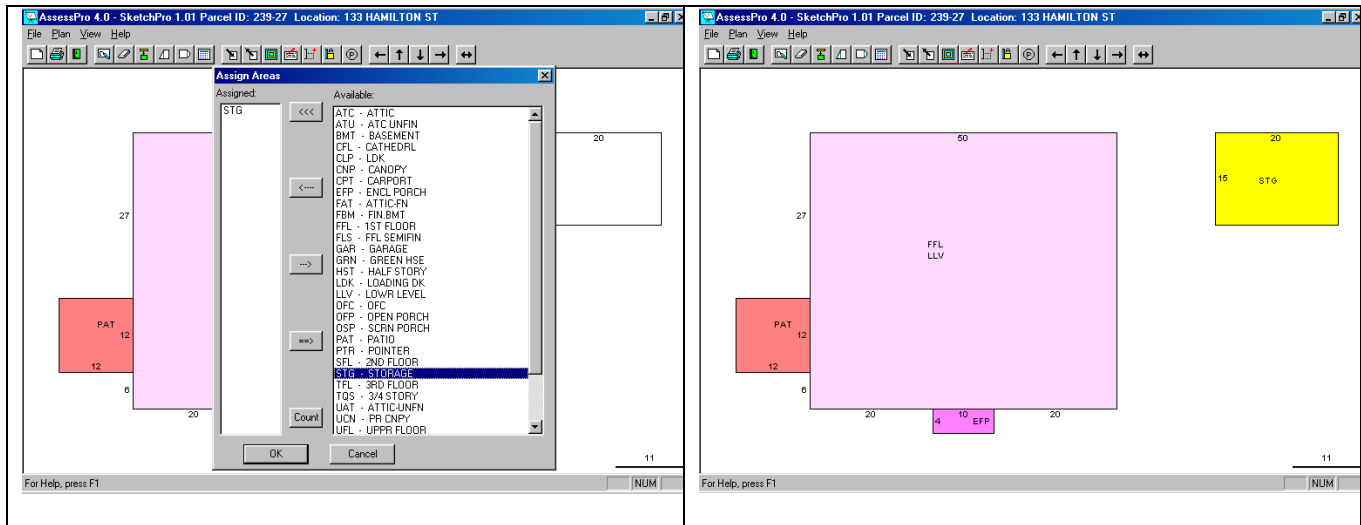 AssessPro 4.0 - SketchPro 1.01 Parcel ID: 239-27 Location: 133 HAMILTON ST
File Plan View Help
Assign Areas
Assigned:
STG
<<<
<----
--->
==>
Count
Available:
ATC - ATTIC
ATU - ATC UNFIN
BMT - BASEMENT
CFL - CATHEDRL
CLP - LDK
CNP - CANOPY
CPT - CARPORT
EFP - ENCL PORCH
FAT - ATTIC-FN
FBM - FIN.BMT
FFL - 1ST FLOOR
FLS - FFL SEMIFIN
GAR - GARAGE
GRN - GREEN HSE
HST - HALF STORY
LDK - LOADING DK
LLV - LOWR LEVEL
OFC - OFC
OFP - OPEN PORCH
OSP - SCRN PORCH
PAT - PATIO
PTR - POINTER
SFL - 2ND FLOOR
STG - STORAGE
TFL - 3RD FLOOR
TQS - 3/4 STORY
UAT - ATTIC-UNFN
UCN - PR CNPY
UFL - UPPR FLOOR
OK Cancel
20
27
PAT
12
12
6
20
11
For Help, press F1 NUM
AssessPro 4.0 - SketchPro 1.01 Parcel ID: 239-27 Location: 133 HAMILTON ST
File Plan View Help
P
50
20
15 STG
27
FFL
LLV
PAT
12
12
6
20 10 20
4 EFP
11
For Help, press F1 NUM